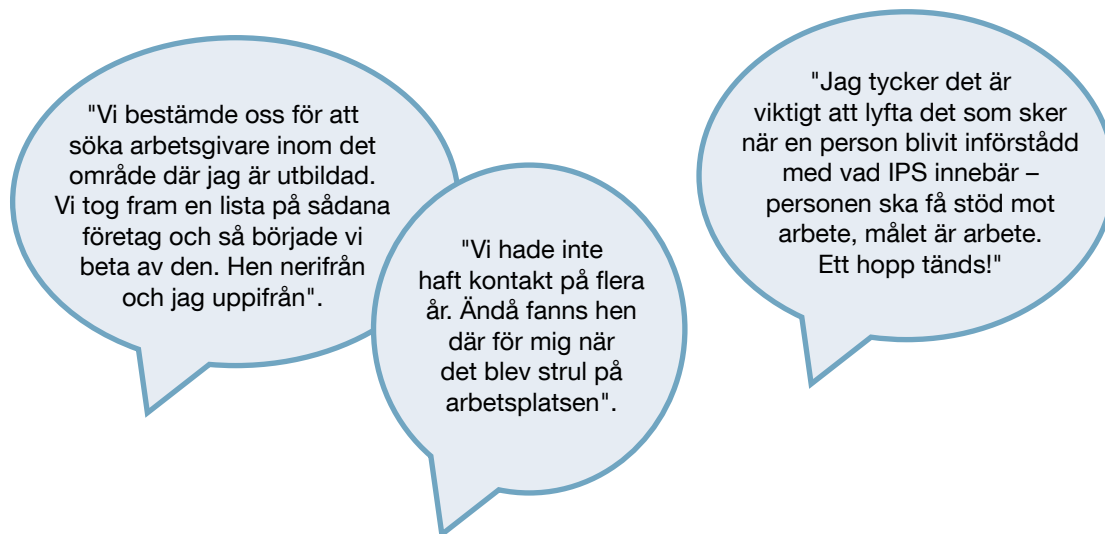 "Vi bestämde oss för att
söka arbetsgivare inom det
område där jag är utbildad.
Vi tog fram en lista på sådana
företag och så började vi
beta av den. Hen nerifrån
och jag uppifrån".
"Vi hade inte
haft kontakt på flera
år. Ändå fanns hen
där för mig när
det blev strul på
arbetsplatsen".
"Jag tycker det är
viktigt att lyfta det som sker
när en person blivit införstådd
med vad IPS innebär –
personen ska få stöd mot
arbete, målet är arbete.
Ett hopp tänds!"